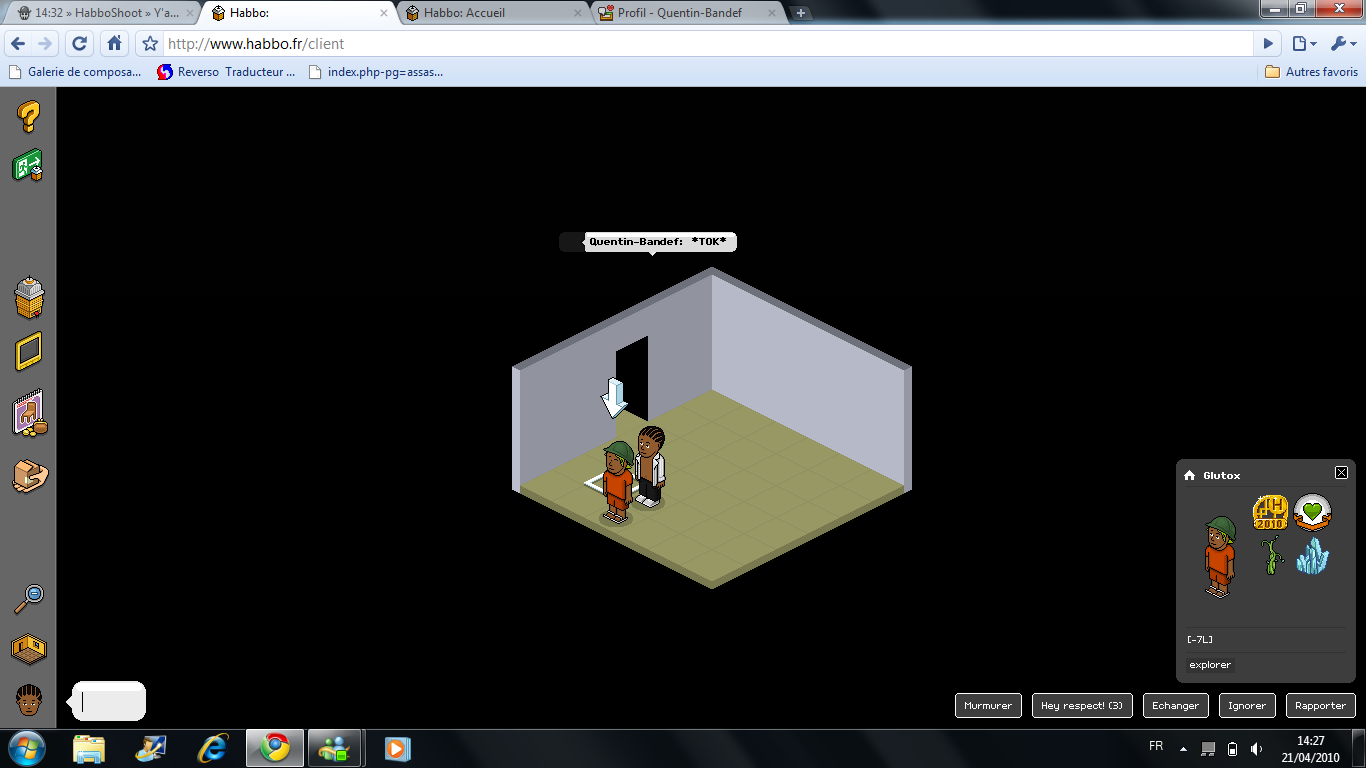 14:32 » HabboShoot » Y'a...
Habbo:
Habbo: Accueil
Profil - Quentin-Bandef
http://www.habbo.fr/client
Galerie de composa...
Reverso Traducteur ...
index.php-pg=assas...
Autres favoris
Quentin-Bandef: *TOK*
Glutox
H
2010
[-7L]
explorer
Murmurer
Hey respect! (3)
Echanger
Ignorer
Rapporter
FR
14:27
21/04/2010